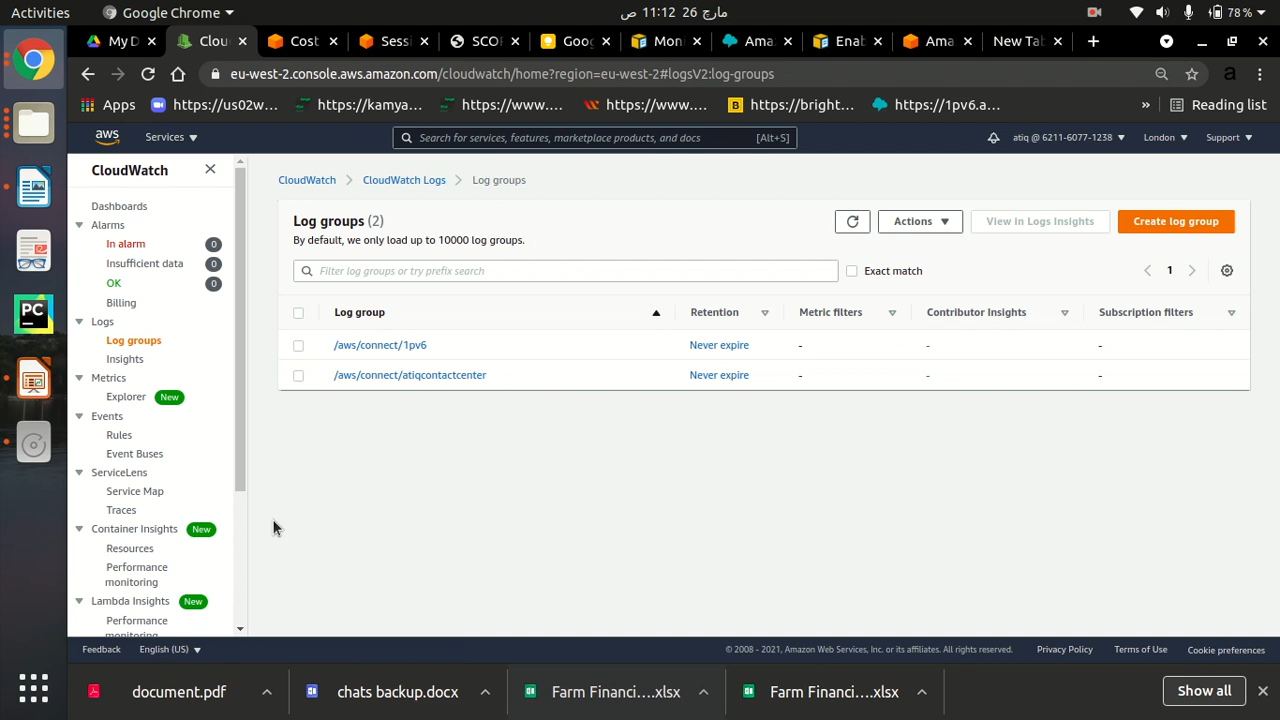 Activities
Google Chrome
مارچ 26 11:12 ص
78 %
My D
Clou
Cost
Sessi
SCOF
Goog
Moni
Ama:
Enab
Ama
New Tab
eu-west-2.console.aws.amazon.com/cloudwatch/home?region=eu-west-2#logsV2:log-groups
a
Apps
https://us02w...
https://kamya...
https://www....
https://www....
https://bright...
https://1pv6.a...
»
Reading list
aws
Services
Search for services, features, marketplace products, and docs
[Alt+S]
atiq @ 6211-6077-1238
London
Support
CloudWatch
Dashboards
Alarms
In alarm 0
Insufficient data 0
OK 0
Billing
Logs
Log groups
Insights
Metrics
Explorer New
Events
Rules
Event Buses
ServiceLens
Service Map
Traces
Container Insights New
Resources
Performance
monitoring
Lambda Insights New
Performance
monitoring
CloudWatch
CloudWatch Logs
Log groups
Log groups (2)
By default, we only load up to 10000 log groups.
Actions
View in Logs Insights
Create log group
Filter log groups or try prefix search
Exact match
1
Log group
Retention
Metric filters
Contributor Insights
Subscription filters
/aws/connect/1pv6 Never expire - - -
/aws/connect/atiqcontactcenter Never expire - - -
Feedback
English (US)
© 2008 - 2021, Amazon Web Services, Inc. or its affiliates. All rights reserved.
Privacy Policy
Terms of Use
Cookie preferences
PC
document.pdf
chats backup.docx
Farm Financi....xlsx
Farm Financi....xlsx
Show all